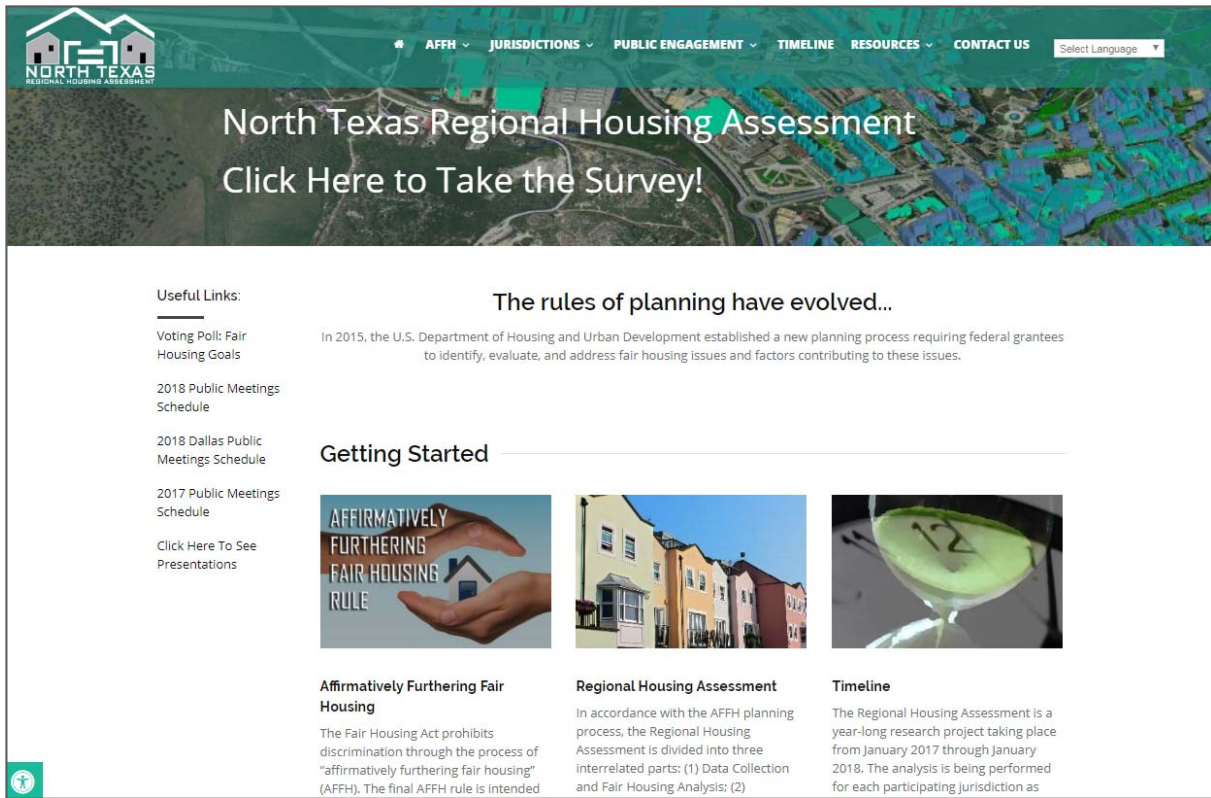 NORTH TEXAS
REGIONAL HOUSING ASSESSMENT
AFFH
JURISDICTIONS
PUBLIC ENGAGEMENT
TIMELINE
RESOURCES
CONTACT US
Select Language
North Texas Regional Housing Assessment
Click Here to Take the Survey!
Useful Links:
Voting Poll: Fair
Housing Goals
2018 Public Meetings
Schedule
2018 Dallas Public
Meetings Schedule
2017 Public Meetings
Schedule
Click Here To See
Presentations
The rules of planning have evolved...
In 2015, the U.S. Department of Housing and Urban Development established a new planning process requiring federal grantees
to identify, evaluate, and address fair housing issues and factors contributing to these issues.
Getting Started
AFFIRMATIVELY
FURTHERING
FAIR HOUSING
RULE
12
Affirmatively Furthering Fair
Housing
The Fair Housing Act prohibits
discrimination through the process of
“affirmatively furthering fair housing”
(AFFH). The final AFFH rule is intended
Regional Housing Assessment
In accordance with the AFFH planning
process, the Regional Housing
Assessment is divided into three
interrelated parts: (1) Data Collection
and Fair Housing Analysis; (2)
Timeline
The Regional Housing Assessment is a
year-long research project taking place
from January 2017 through January
2018. The analysis is being performed
for each participating jurisdiction as